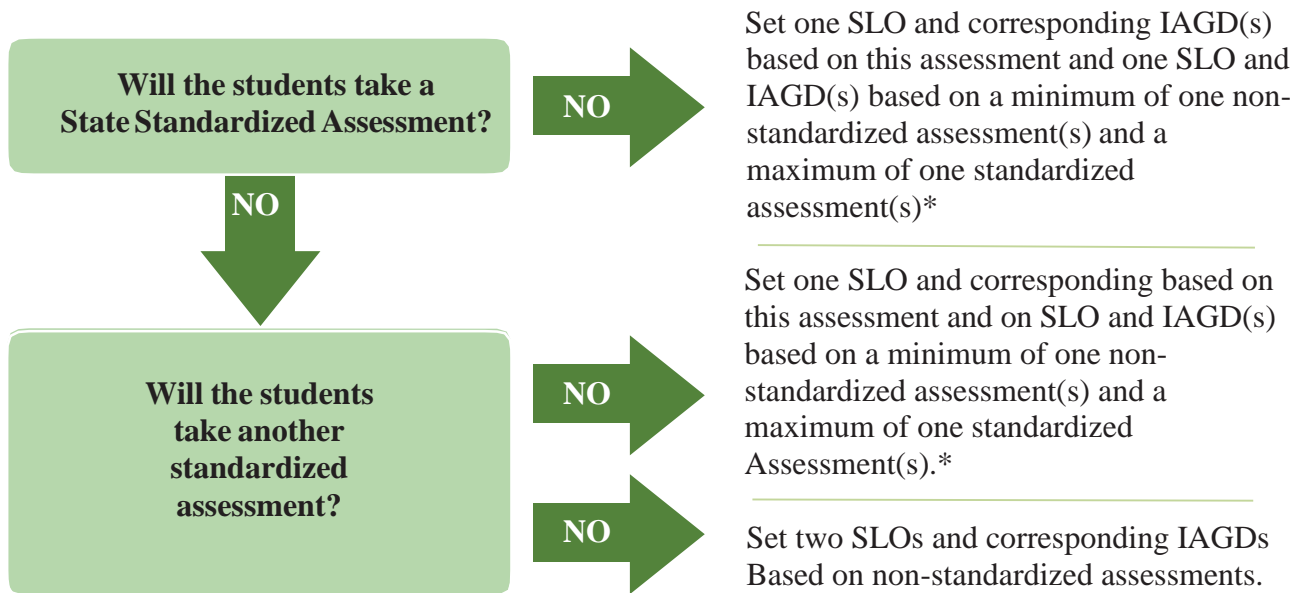 Will the students take a
State Standardized Assessment?
NO
Set one SLO and corresponding IAGD(s)
based on this assessment and one SLO and
IAGD(s) based on a minimum of one non-
standardized assessment(s) and a
maximum of one standardized
assessment(s)*
NO
Will the students
take another
standardized
assessment?
NO
Set one SLO and corresponding based on
this assessment and on SLO and IAGD(s)
based on a minimum of one non-
standardized assessment(s) and a
maximum of one standardized
Assessment(s).*
NO
Set two SLOs and corresponding IAGDs
Based on non-standardized assessments.